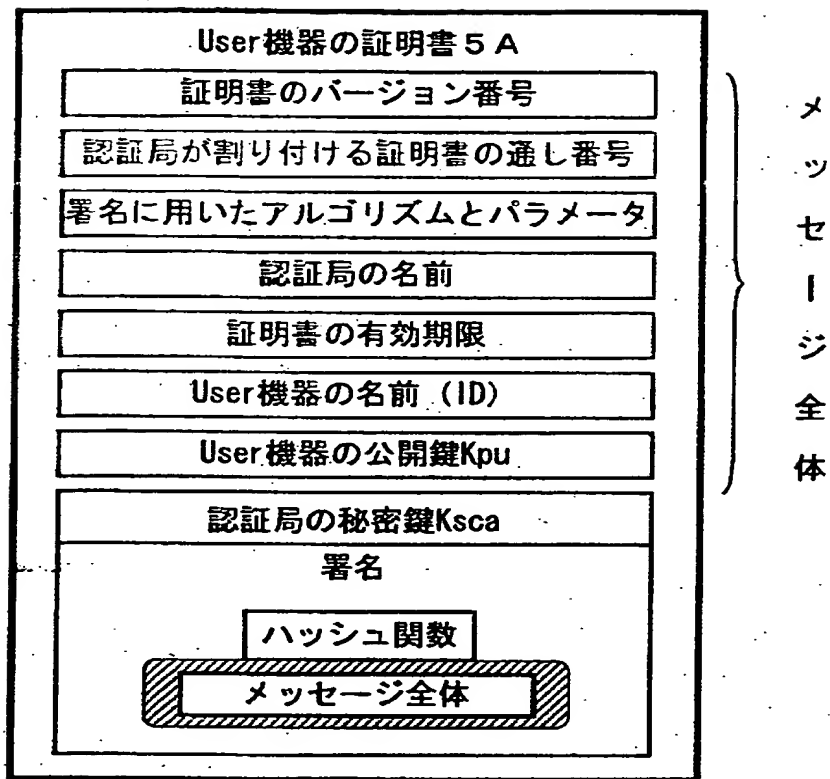 User機器の証明書5A
証明書のバージョン番号
認証局が割り付ける証明書の通し番号
署名に用いたアルゴリズムとパラメータ
認証局の名前
証明書の有効期限
User機器の名前 (ID)
User機器の公開鍵Kpu
認証局の秘密鍵Ksca
署名
ハッシュ関数
メッセージ全体
メッセージ全体